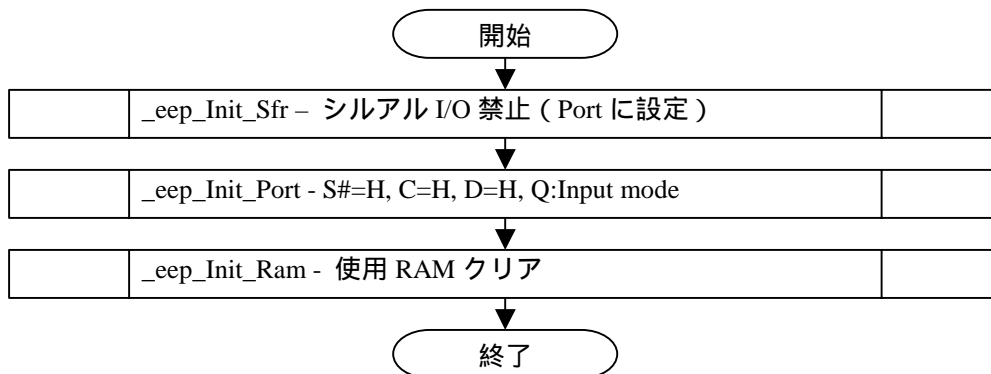 開始
_eep_Init_Sfr – シルアル I/O 禁止（Port に設定）
_eep_Init_Port - S#=H, C=H, D=H, Q:Input mode
_eep_Init_Ram - 使用 RAM クリア
終了